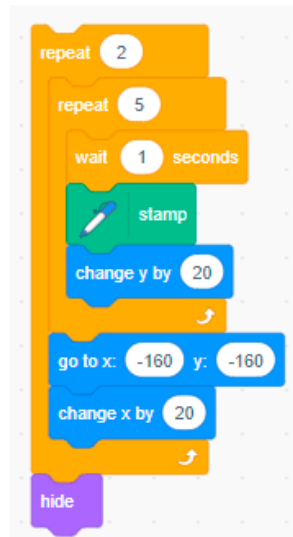 repeat 2
repeat 5
wait 1 seconds
stamp
change y by 20
go to x: -160 y: -160
change x by 20
hide